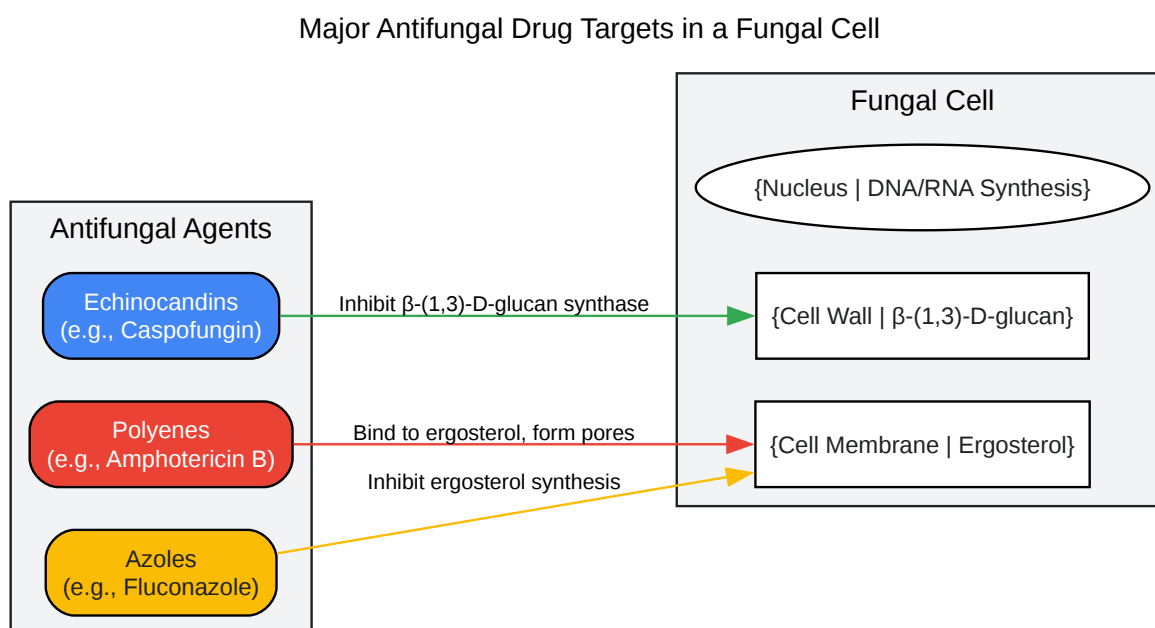 Major Antifungal Drug Targets in a Fungal Cell
Fungal Cell
{Nucleus | DNA/RNA Synthesis}
Antifungal Agents
Echinocandins
(e.g., Caspofungin)
Inhibit β-(1,3)-D-glucan synthase
{Cell Wall | β-(1,3)-D-glucan}
Polyenes
(e.g., Amphotericin B)
Bind to ergosterol, form pores
{Cell Membrane | Ergosterol}
Inhibit ergosterol synthesis
Azoles
(e.g., Fluconazole)